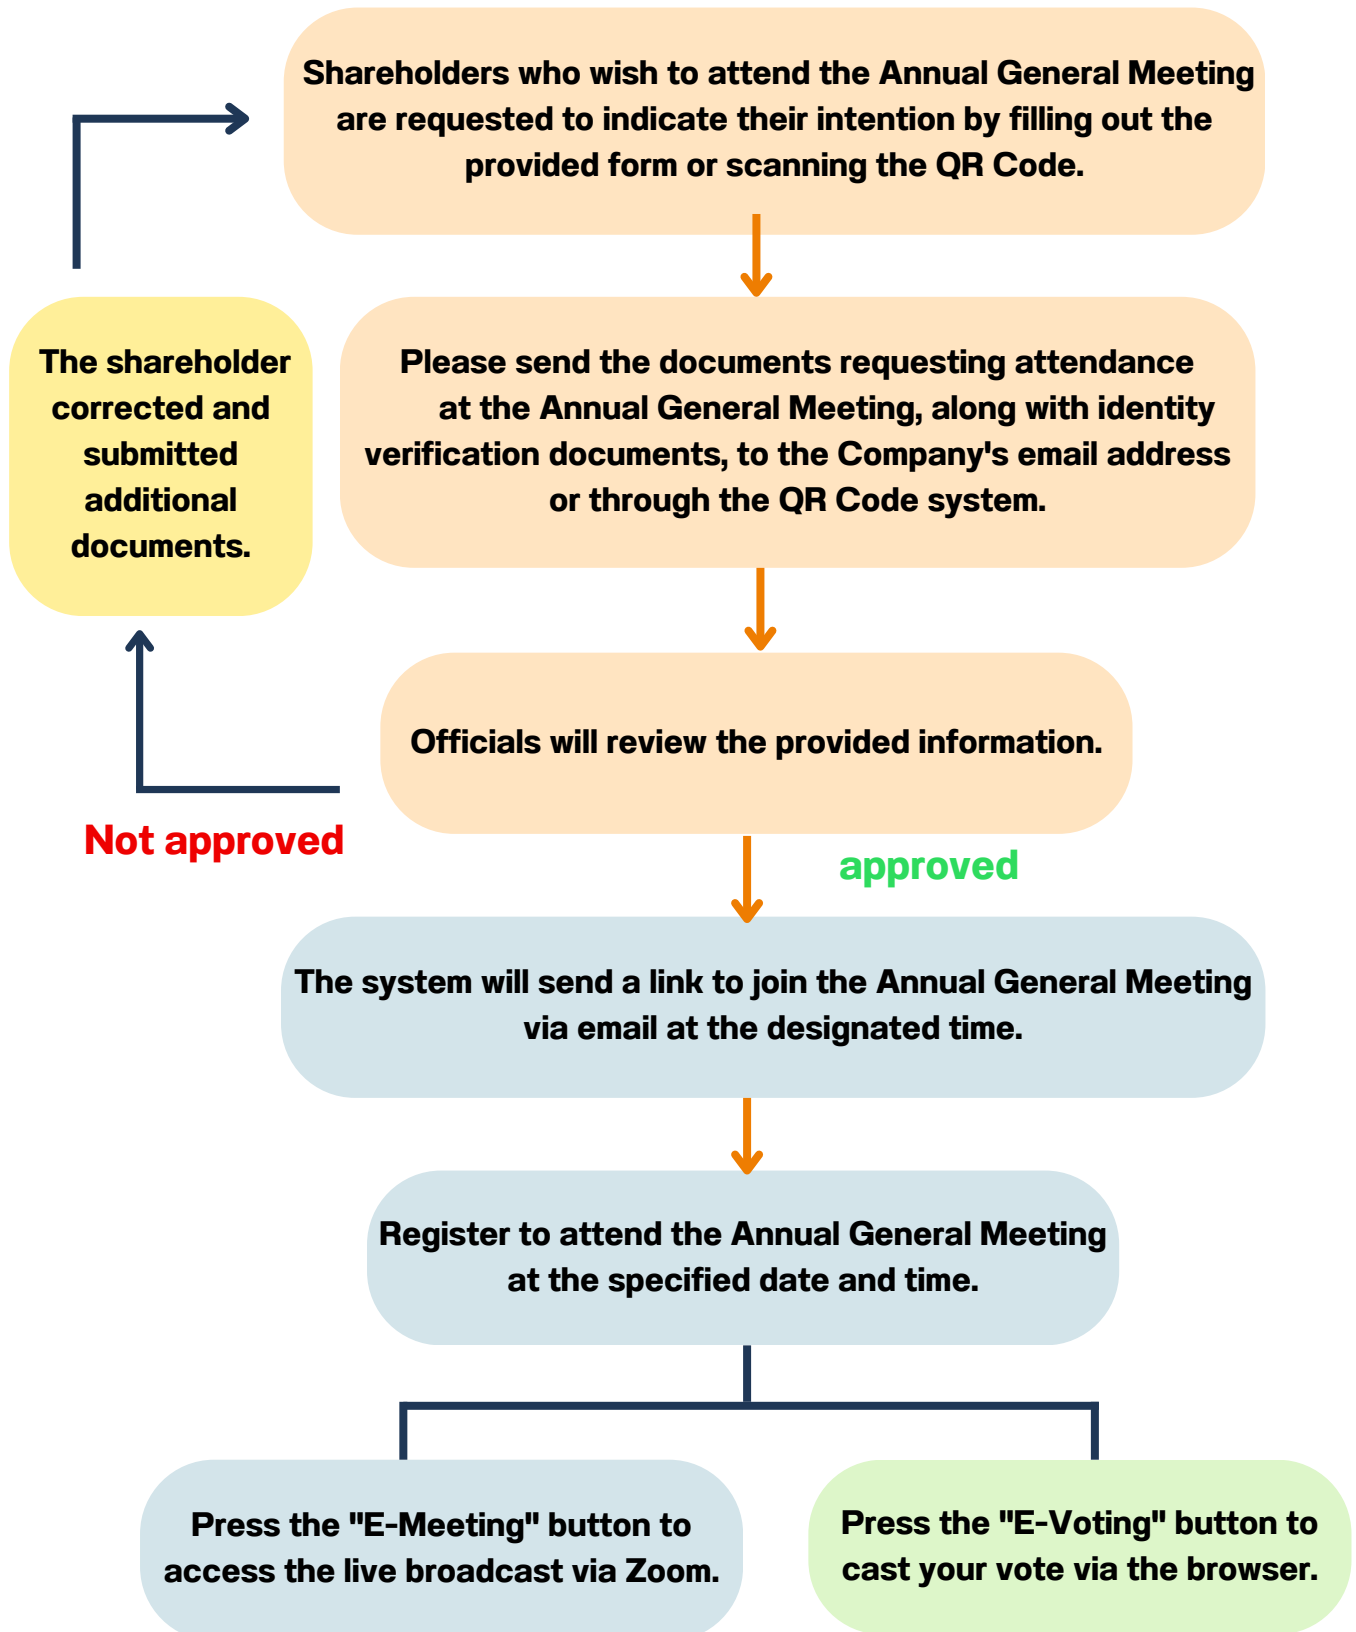 Shareholders who wish to attend the Annual General Meeting
are requested to indicate their intention by filling out the
provided form or scanning the QR Code.
The shareholder
corrected and
submitted
additional
documents.
Please send the documents requesting attendance
at the Annual General Meeting, along with identity
verification documents, to the Company's email address
or through the QR Code system.
Officials will review the provided information.
Not approved
approved
The system will send a link to join the Annual General Meeting
via email at the designated time.
Register to attend the Annual General Meeting
at the specified date and time.
Press the "E-Meeting" button to
access the live broadcast via Zoom.
Press the "E-Voting" button to
cast your vote via the browser.